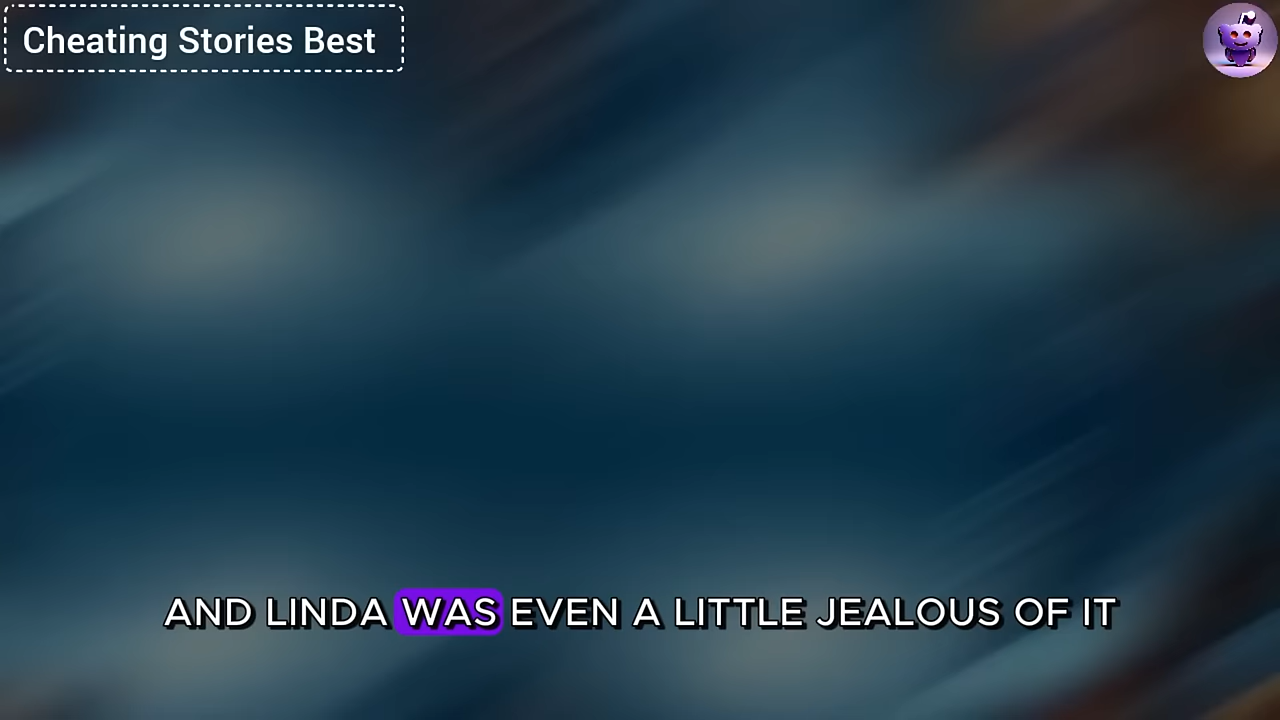 Cheating Stories Best
AND LINDA WAS EVEN A LITTLE JEALOUS OF IT